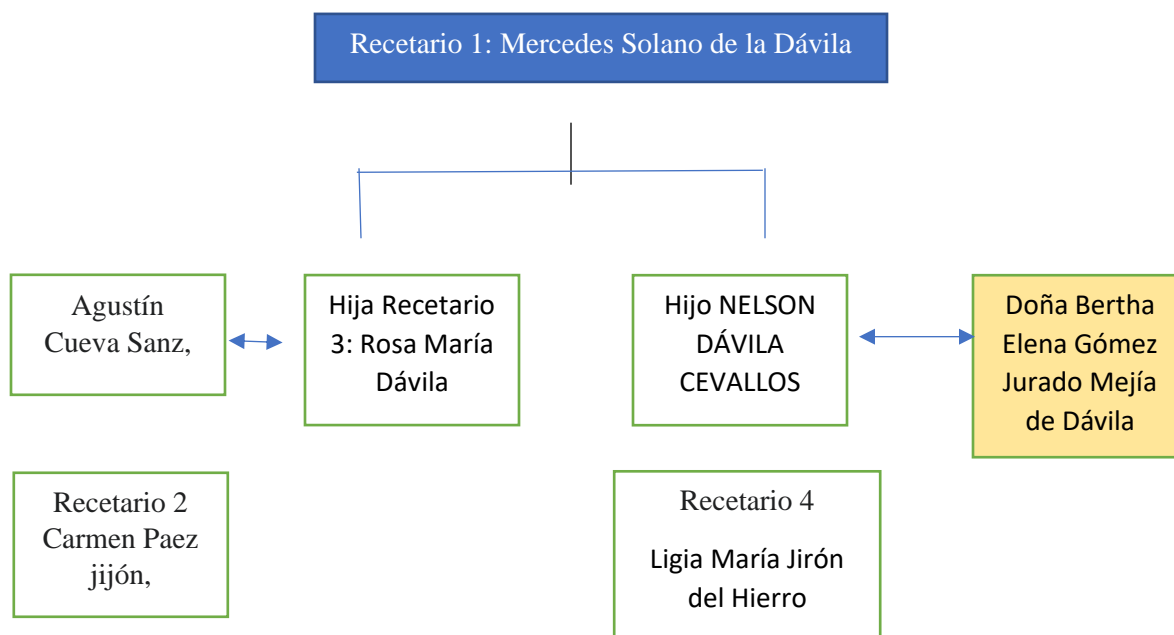 Recetario 1: Mercedes Solano de la Dávila
Agustín
Cueva Sanz,
Hija Recetario
3: Rosa María
Dávila
Hijo NELSON
DÁVILA
CEVALLOS
Doña Bertha
Elena Gómez
Jurado Mejía
de Dávila
Recetario 2
Carmen Paez
jijón,
Recetario 4
Ligia María Jirón
del Hierro